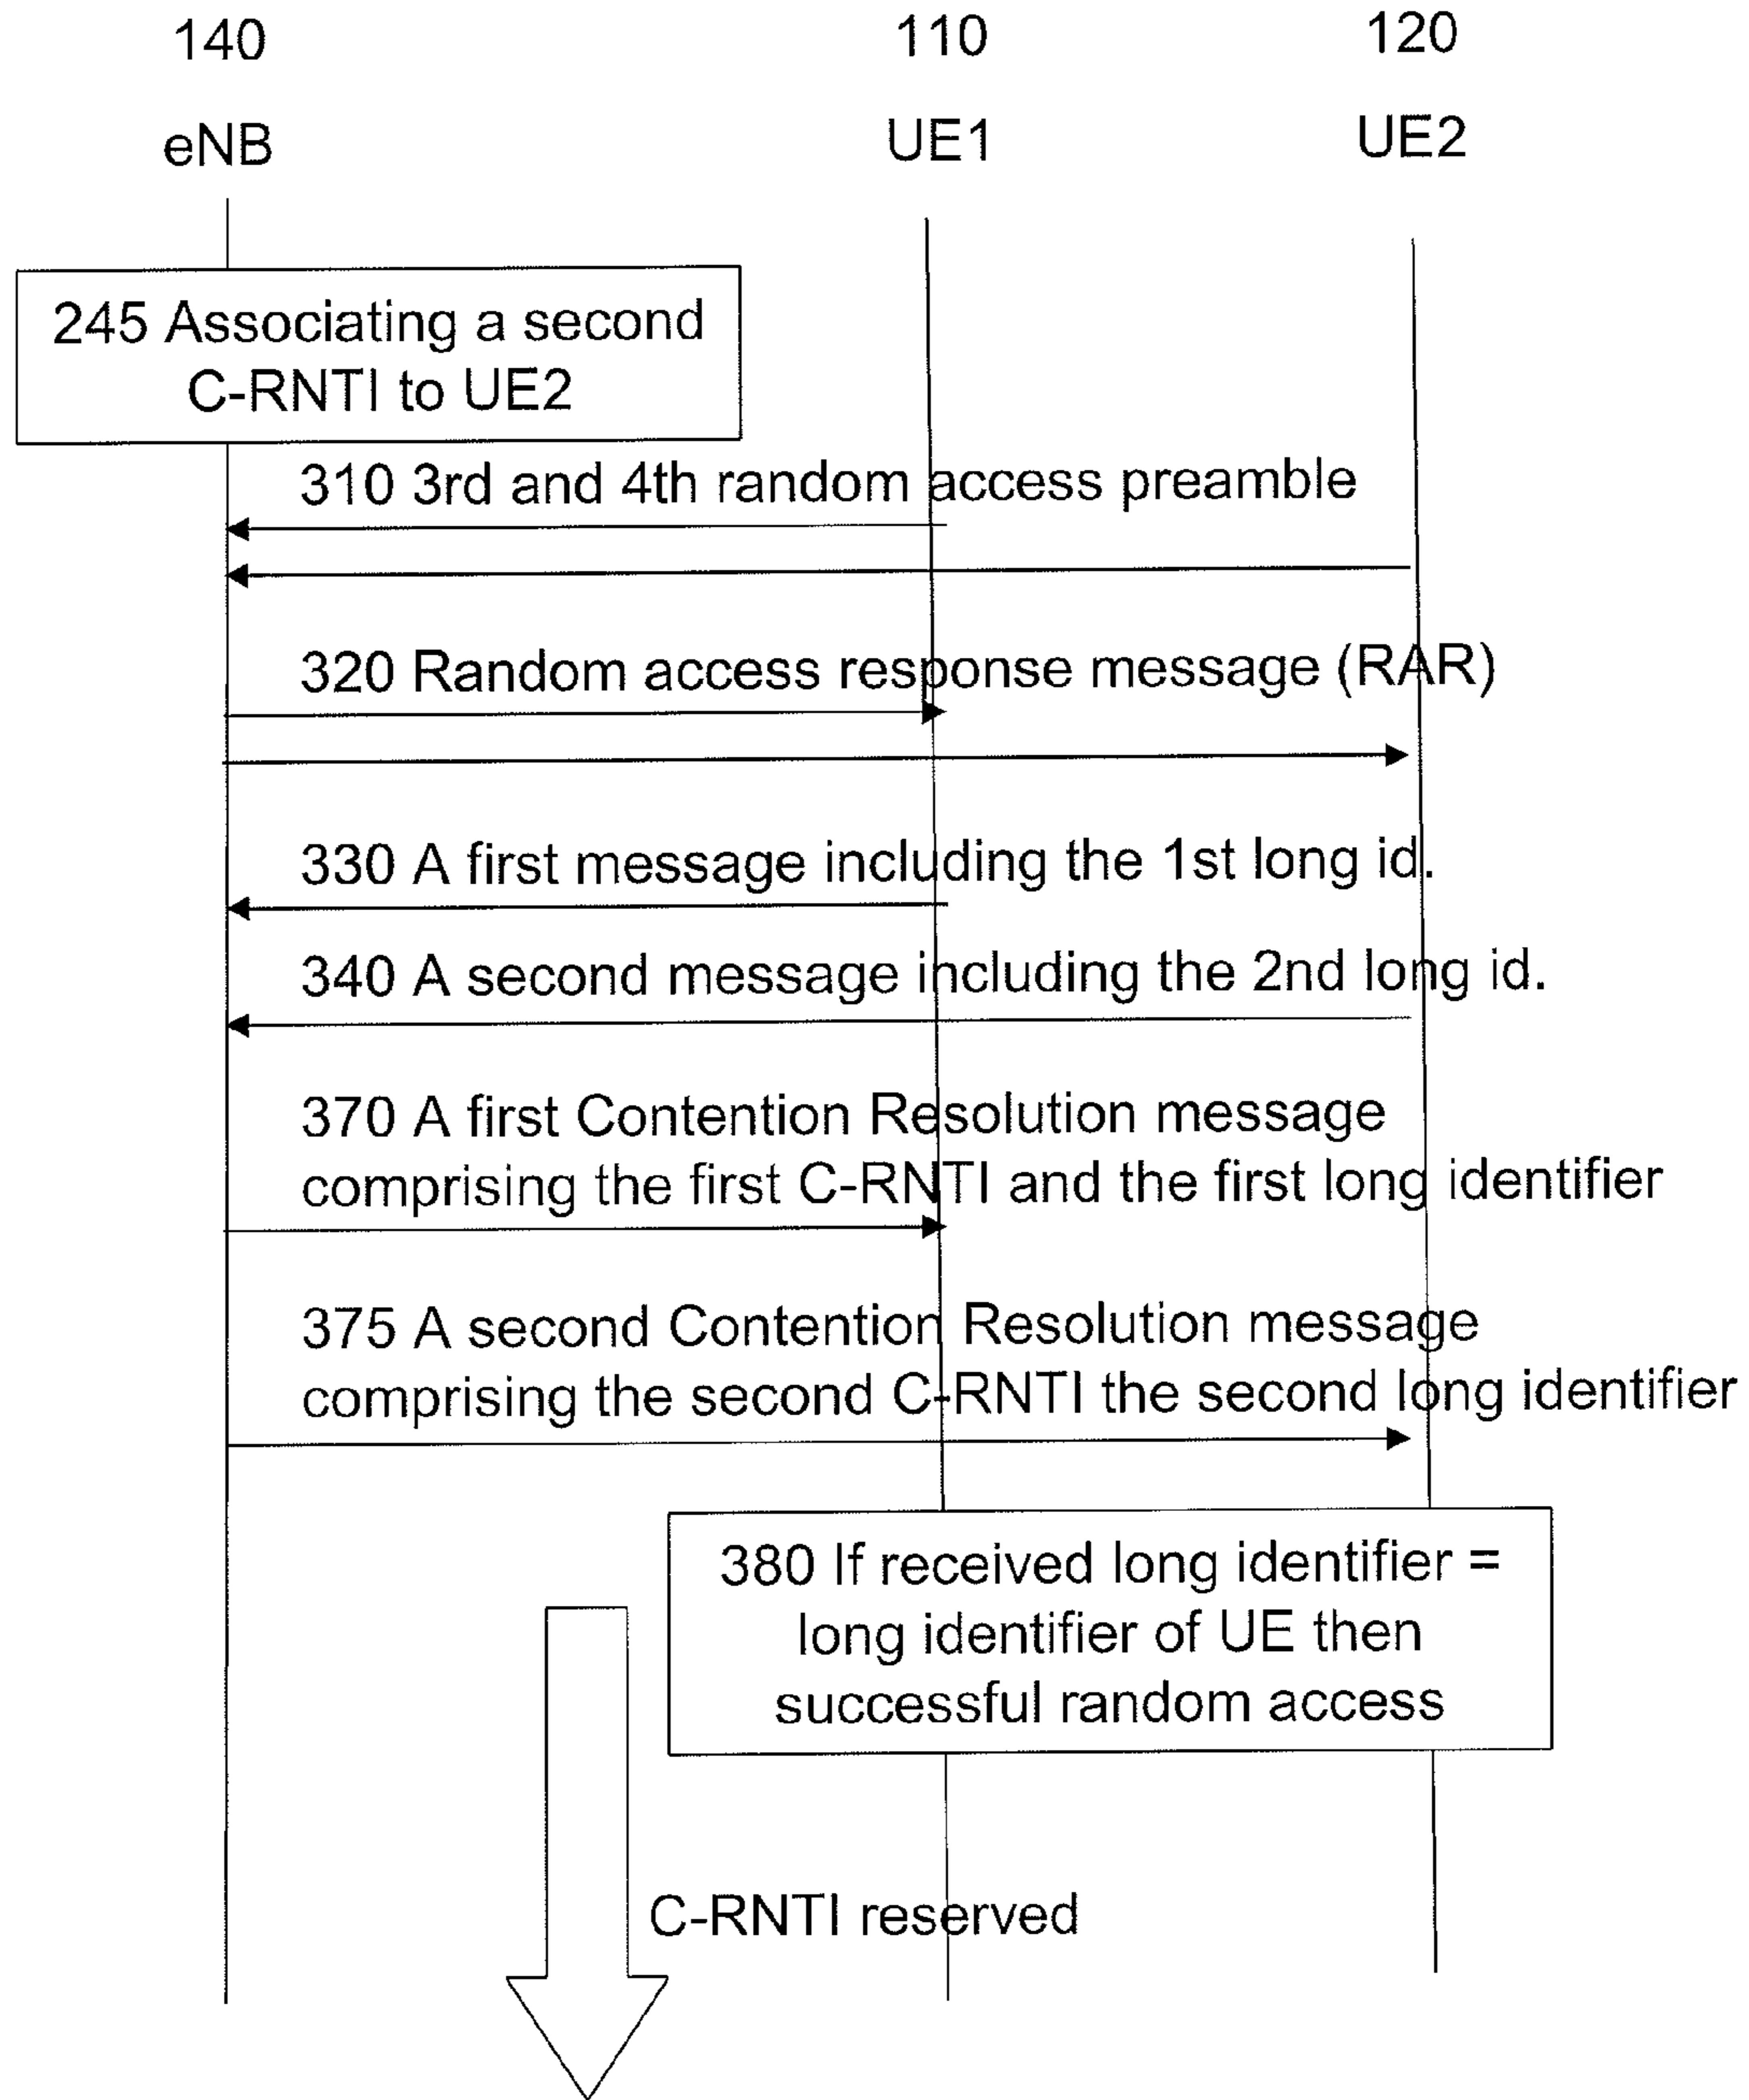 140
110
120
eNB
UE1
UE2
245 Associating a second
C-RNTI to UE2
310 3rd and 4th random access preamble
320 Random access response message (RAR)
330 A first message including the 1st long id.
340 A second message including the 2nd long id.
370 A first Contention Resolution message
comprising the first C-RNTI and the first long identifier
375 A second Contention Resolution message
comprising the second C-RNTI the second long identifier
380 If received long identifier =
long identifier of UE then
successful random access
C-RNTI reserved